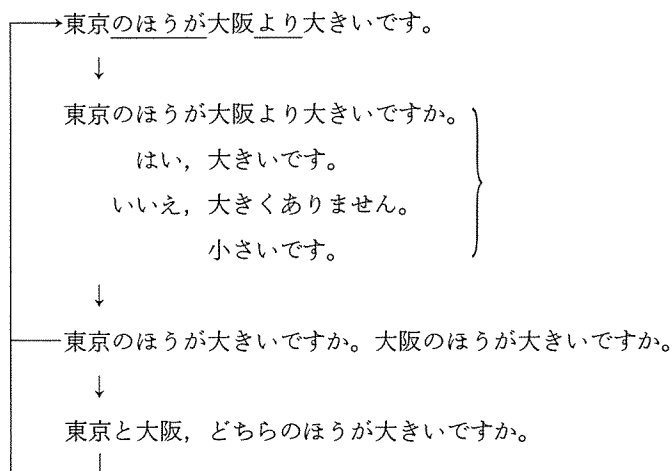 東京のほうが大阪より大きいです。
東京のほうが大阪より大きいですか。
はい，大きいです。
いいえ，大きくありません。
小さいです。
東京のほうが大きいですか。大阪のほうが大きいですか。
東京と大阪，どちらのほうが大きいですか。